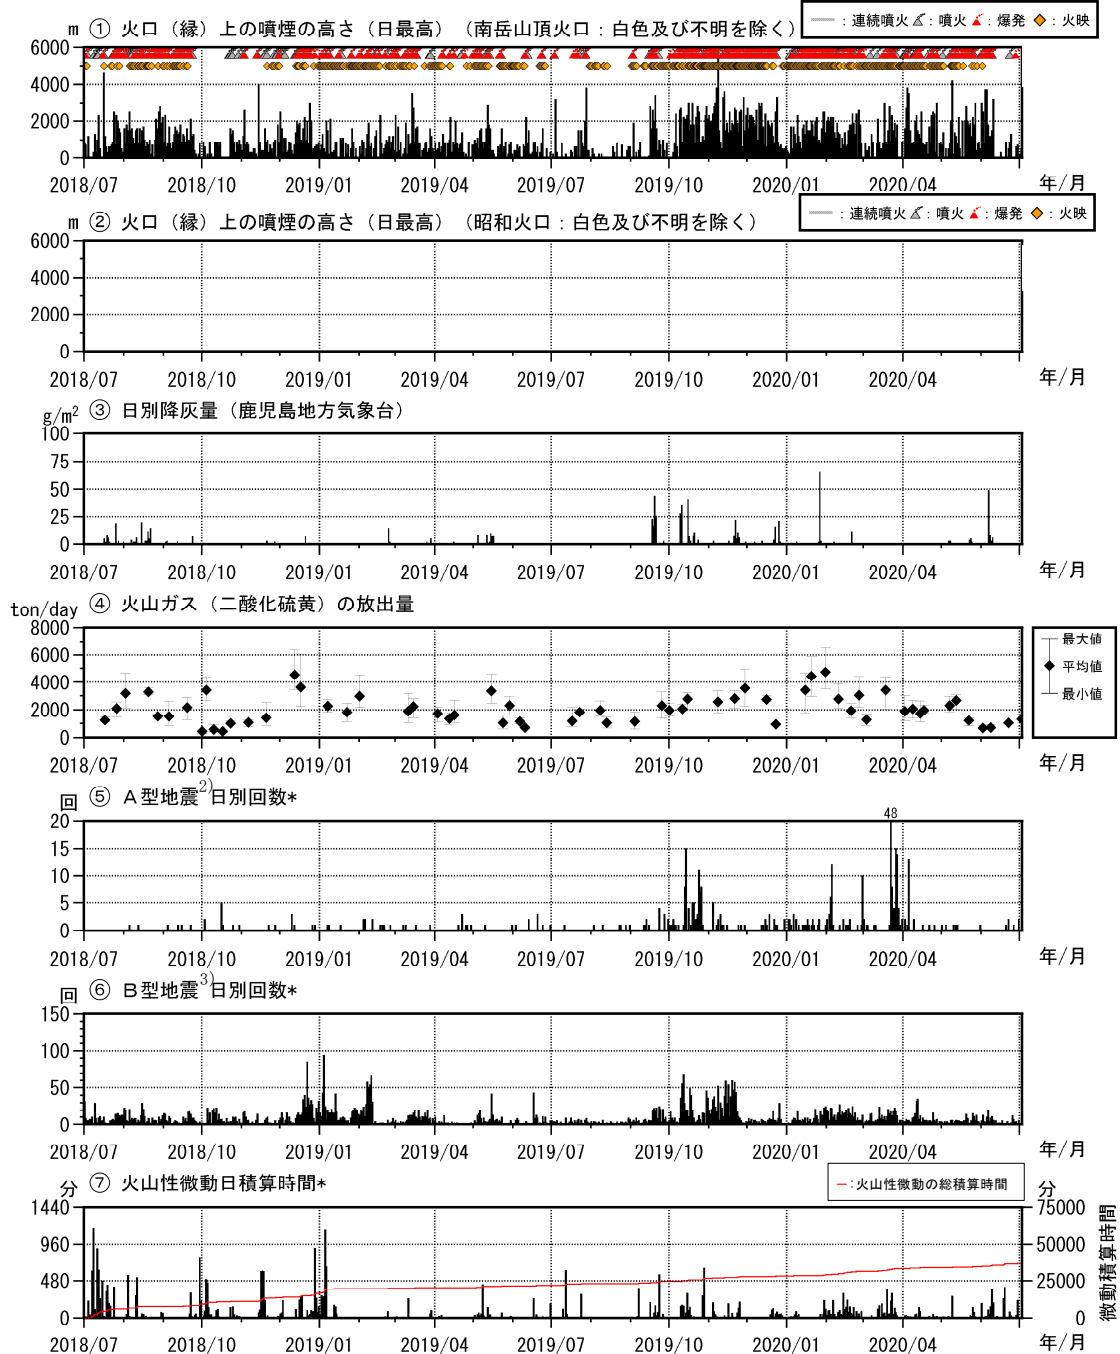 m ① 火口（縁）上の噴煙の高さ（日最高）（南岳山頂火口：白色及び不明を除く）
：連続噴火 ：噴火 ：爆発 ：火映
6000
4000
2000
0
2018/07 2018/10 2019/01 2019/04 2019/07 2019/10 2020/01 2020/04 年/月
m ② 火口（縁）上の噴煙の高さ（日最高）（昭和火口：白色及び不明を除く）
：連続噴火 ：噴火 ：爆発 ：火映
6000
4000
2000
0
2018/07 2018/10 2019/01 2019/04 2019/07 2019/10 2020/01 2020/04 年/月
g/m² ③ 日別降灰量（鹿児島地方気象台）
100
75
50
25
0
2018/07 2018/10 2019/01 2019/04 2019/07 2019/10 2020/01 2020/04 年/月
ton/day ④ 火山ガス（二酸化硫黄）の放出量
8000
6000
4000
2000
0
最大値
平均値
最小値
2018/07 2018/10 2019/01 2019/04 2019/07 2019/10 2020/01 2020/04 年/月
回 ⑤ Ａ型地震2)日別回数*
48
20
15
10
5
0
2018/07 2018/10 2019/01 2019/04 2019/07 2019/10 2020/01 2020/04 年/月
回 ⑥ Ｂ型地震3)日別回数*
150
100
50
0
2018/07 2018/10 2019/01 2019/04 2019/07 2019/10 2020/01 2020/04 年/月
分 ⑦ 火山性微動日積算時間*
：火山性微動の総積算時間 分
1440 75000
960 50000
480 25000
0 0
微動積算時間
2018/07 2018/10 2019/01 2019/04 2019/07 2019/10 2020/01 2020/04 年/月